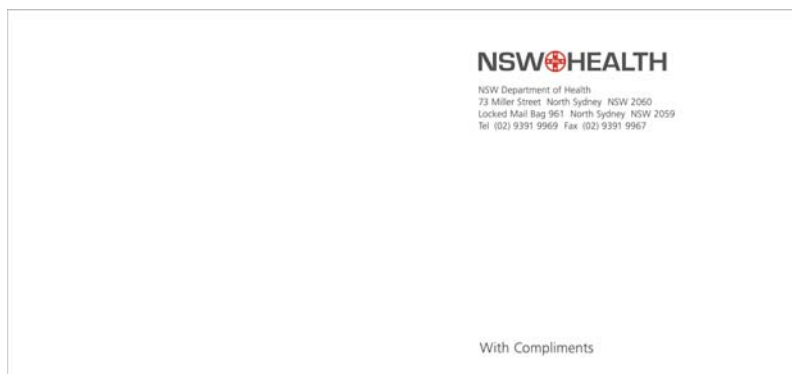 NSW HEALTH
NSW Department of Health
73 Miller Street North Sydney NSW 2060
Locked Mail Bag 961 North Sydney NSW 2059
Tel (02) 9391 9969 Fax (02) 9391 9967
With Compliments